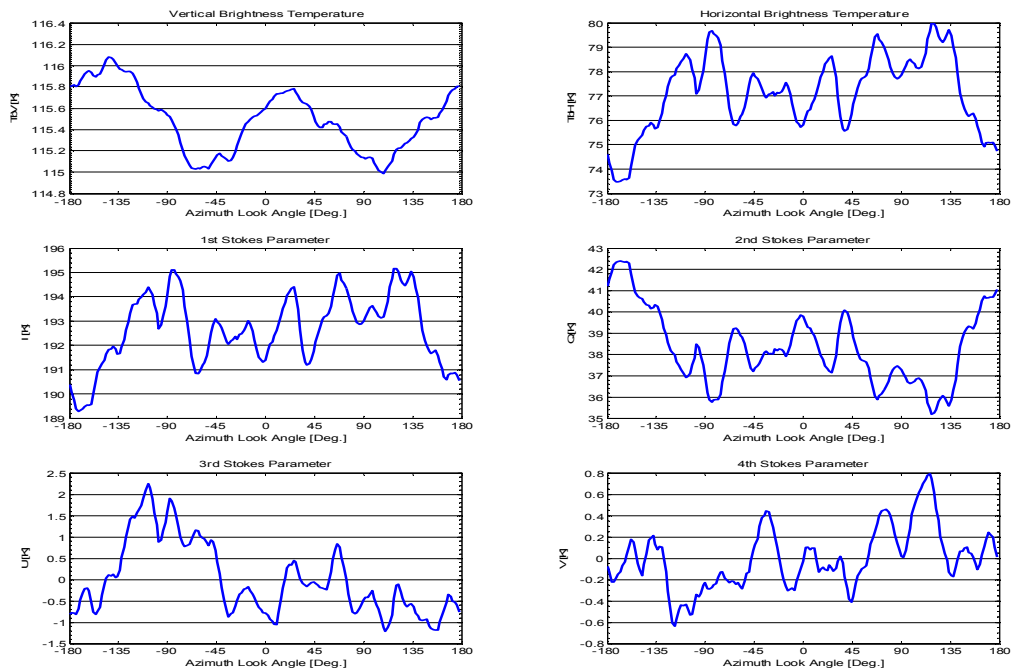 Vertical Brightness Temperature
116.4
116.2
116
115.8
115.6
115.4
115.2
115
114.8
TbV[K]
-180 -135 -90 -45 0 45 90 135 180
Azimuth Look Angle [Deg.]
Horizontal Brightness Temperature
80
79
78
77
76
75
74
73
TbH[K]
-180 -135 -90 -45 0 45 90 135 180
Azimuth Look Angle [Deg.]
1st Stokes Parameter
196
195
194
193
192
191
190
189
I [K]
-180 -135 -90 -45 0 45 90 135 180
Azimuth Look Angle [Deg.]
2nd Stokes Parameter
43
42
41
40
39
38
37
36
35
Q[K]
-180 -135 -90 -45 0 45 90 135 180
Azimuth Look Angle [Deg.]
3rd Stokes Parameter
2.5
2
1.5
1
0.5
0
-0.5
-1
-1.5
U[K]
-180 -135 -90 -45 0 45 90 135 180
Azimuth Look Angle [Deg.]
4th Stokes Parameter
0.8
0.6
0.4
0.2
0
-0.2
-0.4
-0.6
-0.8
V[K]
-180 -135 -90 -45 0 45 90 135 180
Azimuth Look Angle [Deg.]